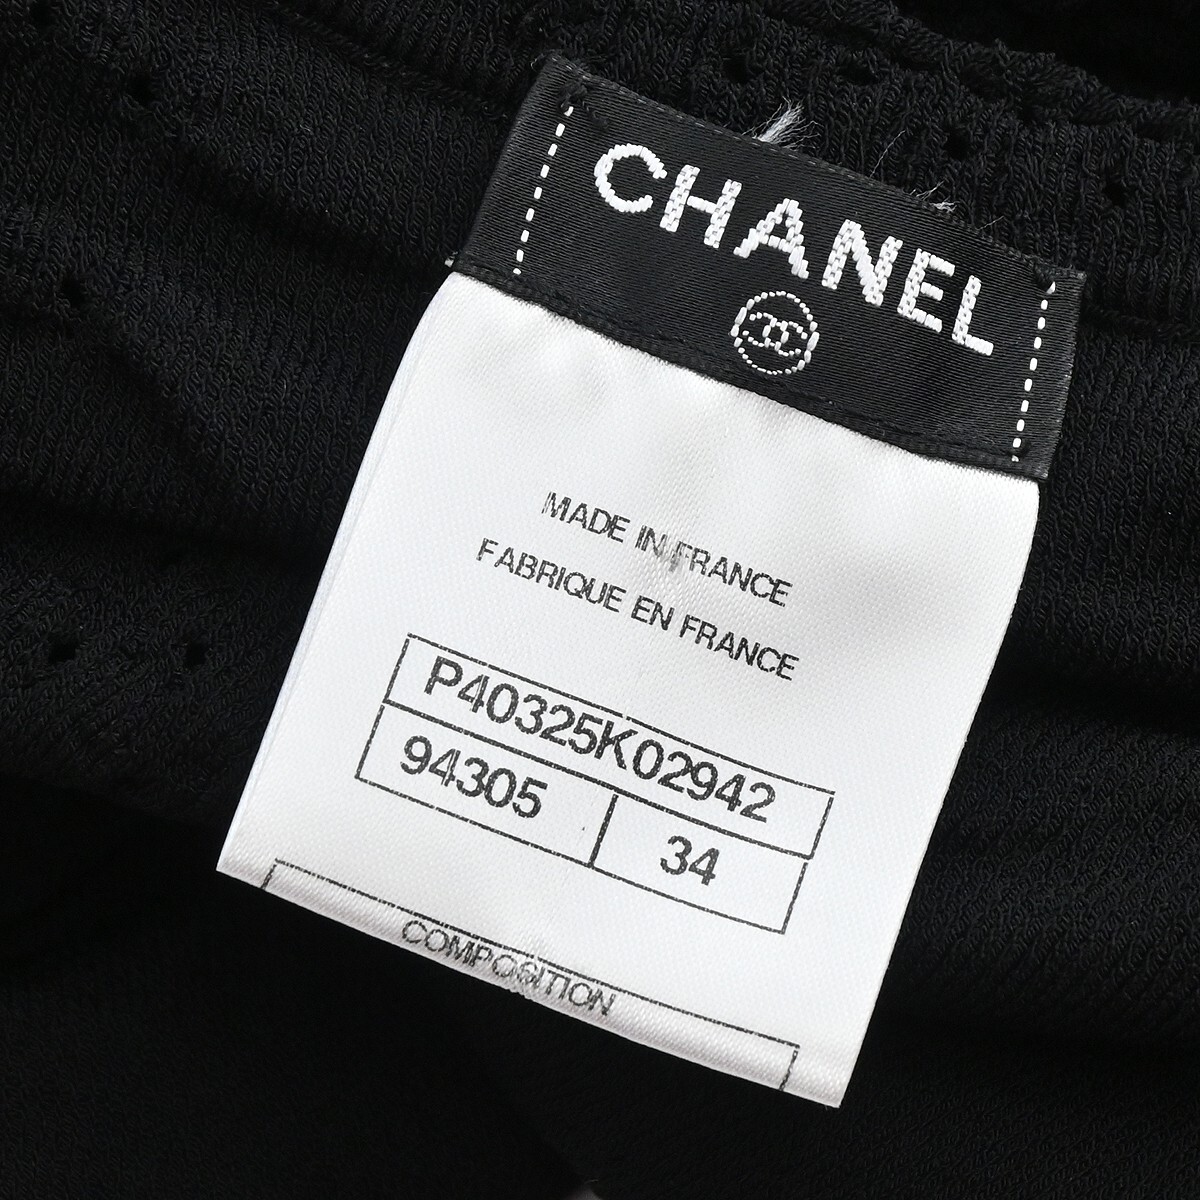 CHANEL
MADE IN FRANCE
FABRIQUE EN FRANCE
P40325K02942
94305 34
COMPOSITION